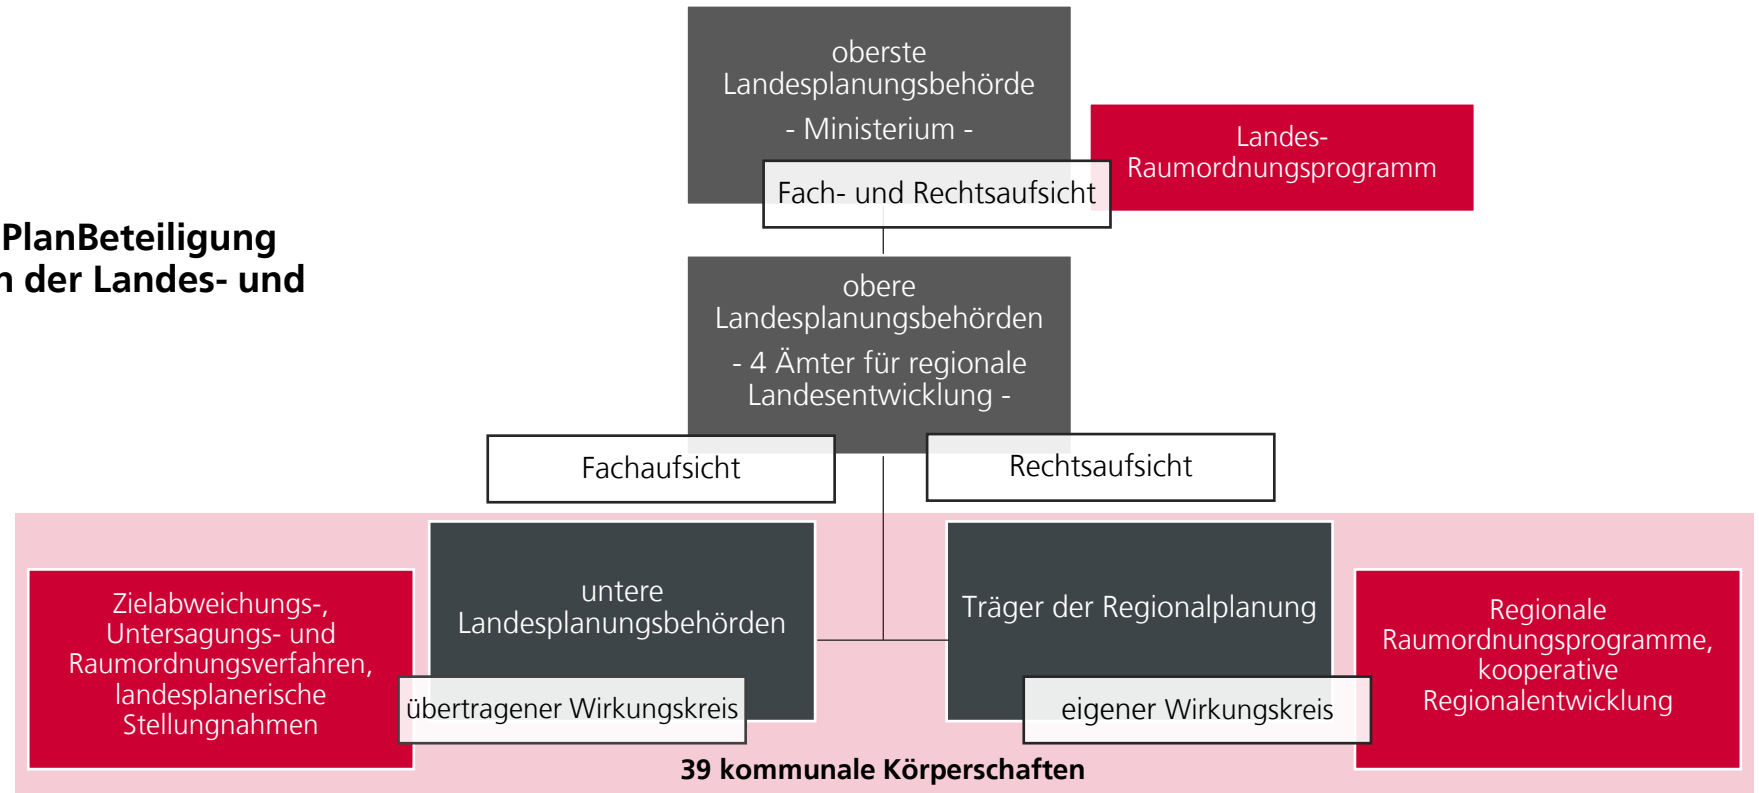 oberste
Landesplanungsbehörde
- Ministerium -
Landes-
Raumordnungsprogramm
Fach- und Rechtsaufsicht
PlanBeteiligung
der Landes- und
obere
Landesplanungsbehörden
- 4 Ämter für regionale
Landesentwicklung -
Fachaufsicht
Rechtsaufsicht
Zielabweichungs-,
Untersagungs- und
Raumordnungsverfahren,
landesplanerische
Stellungnahmen
untere
Landesplanungsbehörden
übertragener Wirkungskreis
Träger der Regionalplanung
eigener Wirkungskreis
Regionale
Raumordnungsprogramme,
kooperative
Regionalentwicklung
39 kommunale Körperschaften